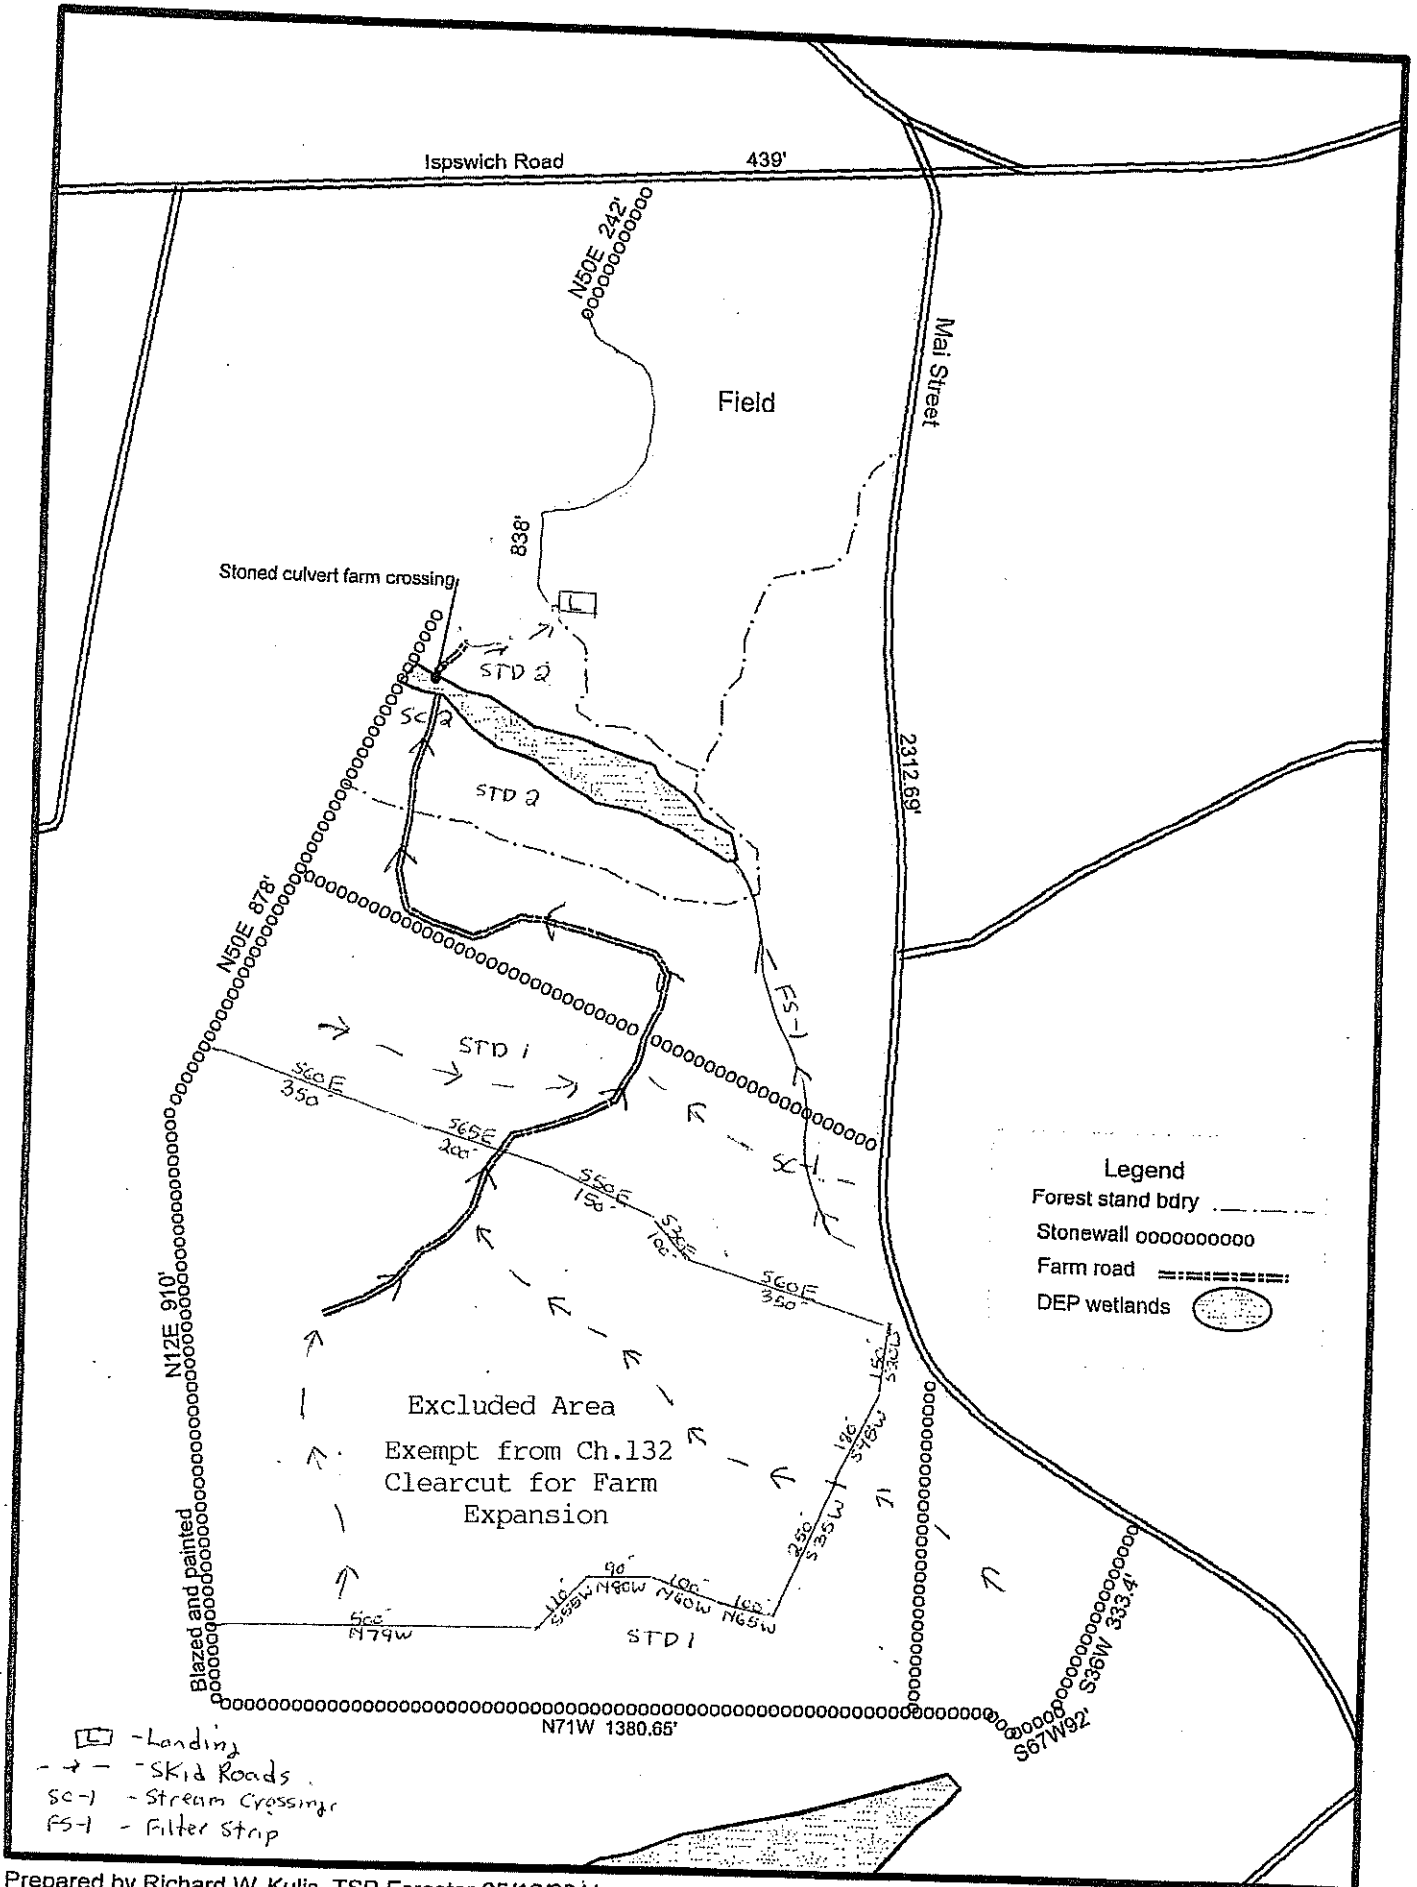 Ispswich Road
439'
N50E 242'
Mai Street
Field
838'
Stoned culvert farm crossing
L
STD 2
SC 2
2312.69'
STD 2
N50E 878'
FS-1
STD 1
S60E
350'
S65E
200'
SC-1
S50E
150'
S30E
100'
S60E
350'
Legend
Forest stand bdry
Stonewall oooooooooo
Farm road
DEP wetlands
N12E 910'
150'
Excluded Area
Exempt from Ch.132
Clearcut for Farm
Expansion
180'
S48W
250'
S35W
Blazed and painted
90'
N80W
110'
S55W
100'
N60W
100'
N65W
500'
N79W
STD 1
S36W 333.4'
N71W 1380.65'
S67W92'
L - Landing
- Skid Roads
SC-1 - Stream Crossings
FS-1 - Filter Strip
Prepared by Richard W. Kulis, TSP Forester